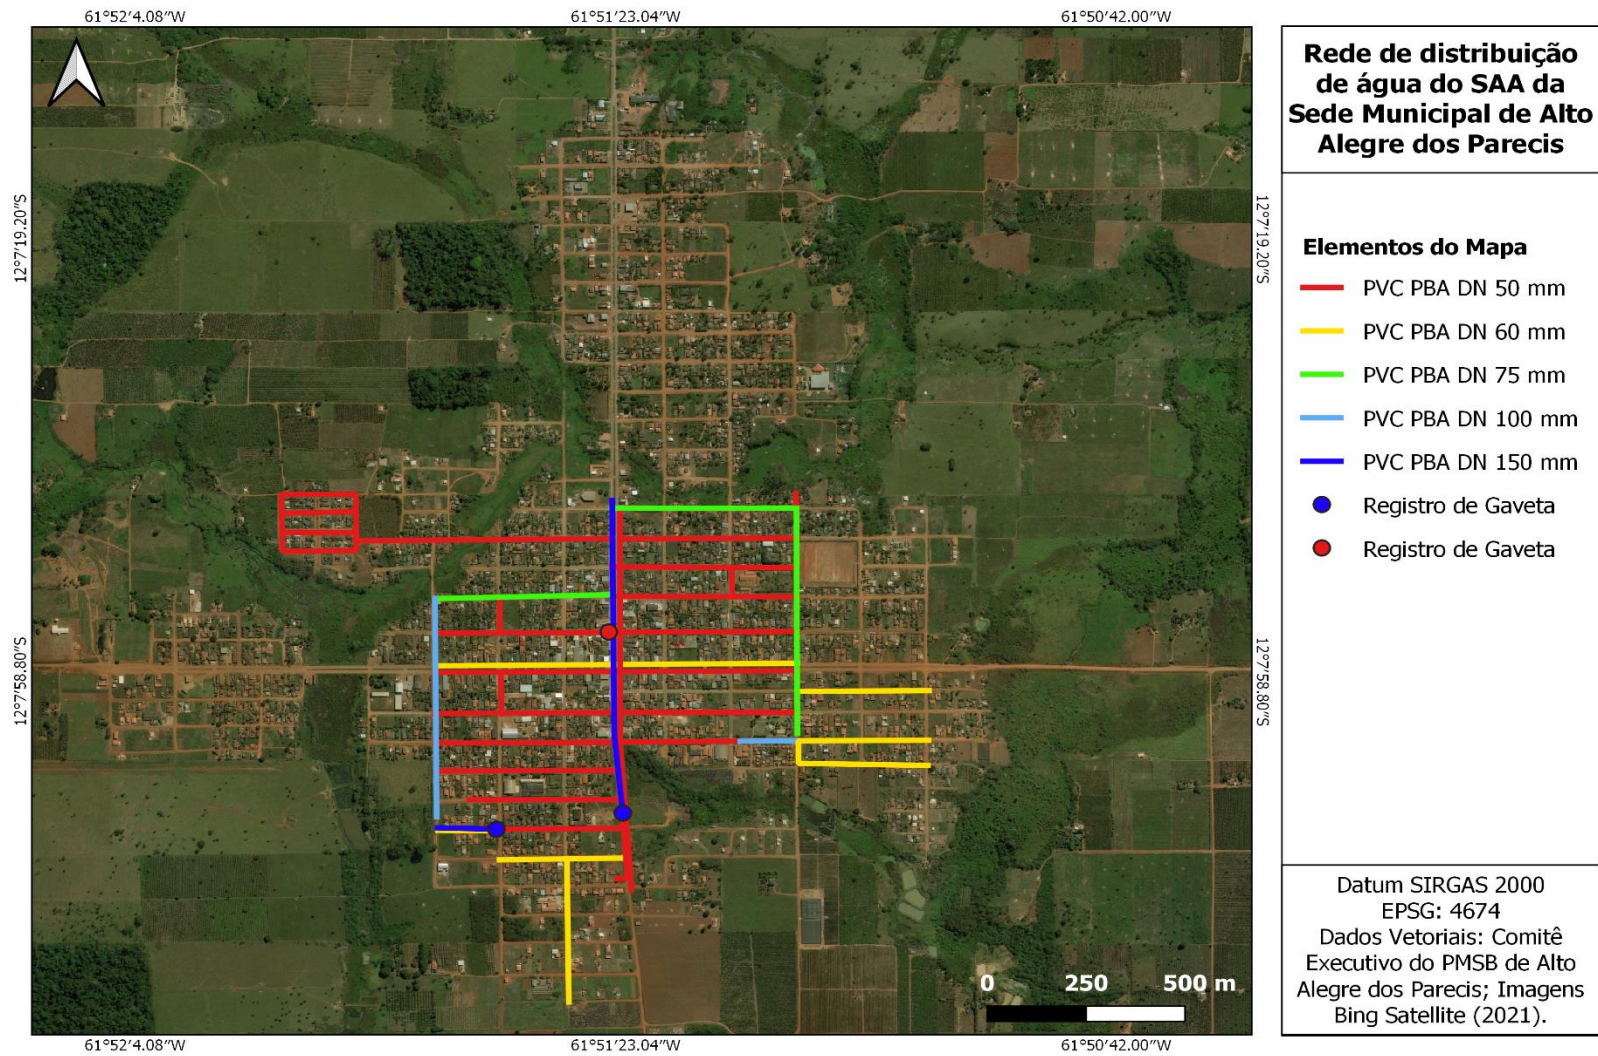 61°52'4.08"W
61°51'23.04"W
61°50'42.00"W
12°7'19.20"S
12°7'58.80"S
12°7'19.20"S
12°7'58.80"S
0 250 500 m
61°52'4.08"W
61°51'23.04"W
61°50'42.00"W
Rede de distribuição
de água do SAA da
Sede Municipal de Alto
Alegre dos Parecis
Elementos do Mapa
PVC PBA DN 50 mm
PVC PBA DN 60 mm
PVC PBA DN 75 mm
PVC PBA DN 100 mm
PVC PBA DN 150 mm
Registro de Gaveta
Registro de Gaveta
Datum SIRGAS 2000
EPSG: 4674
Dados Vetoriais: Comitê
Executivo do PMSB de Alto
Alegre dos Parecis; Imagens
Bing Satellite (2021).